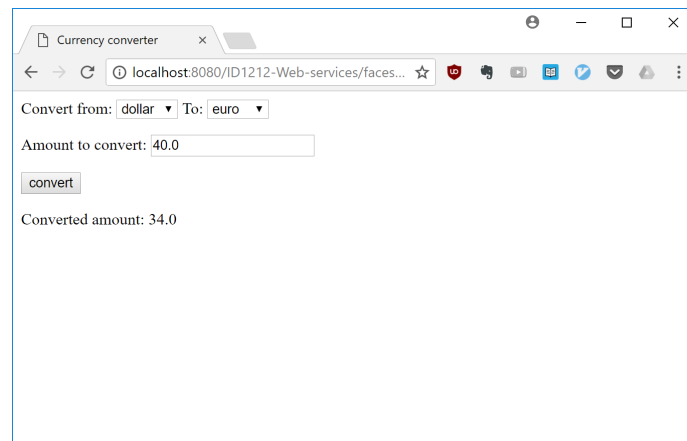 Currency converter
localhost:8080/ID1212-Web-services/faces...
Convert from: dollar To: euro
Amount to convert: 40.0
convert
Converted amount: 34.0